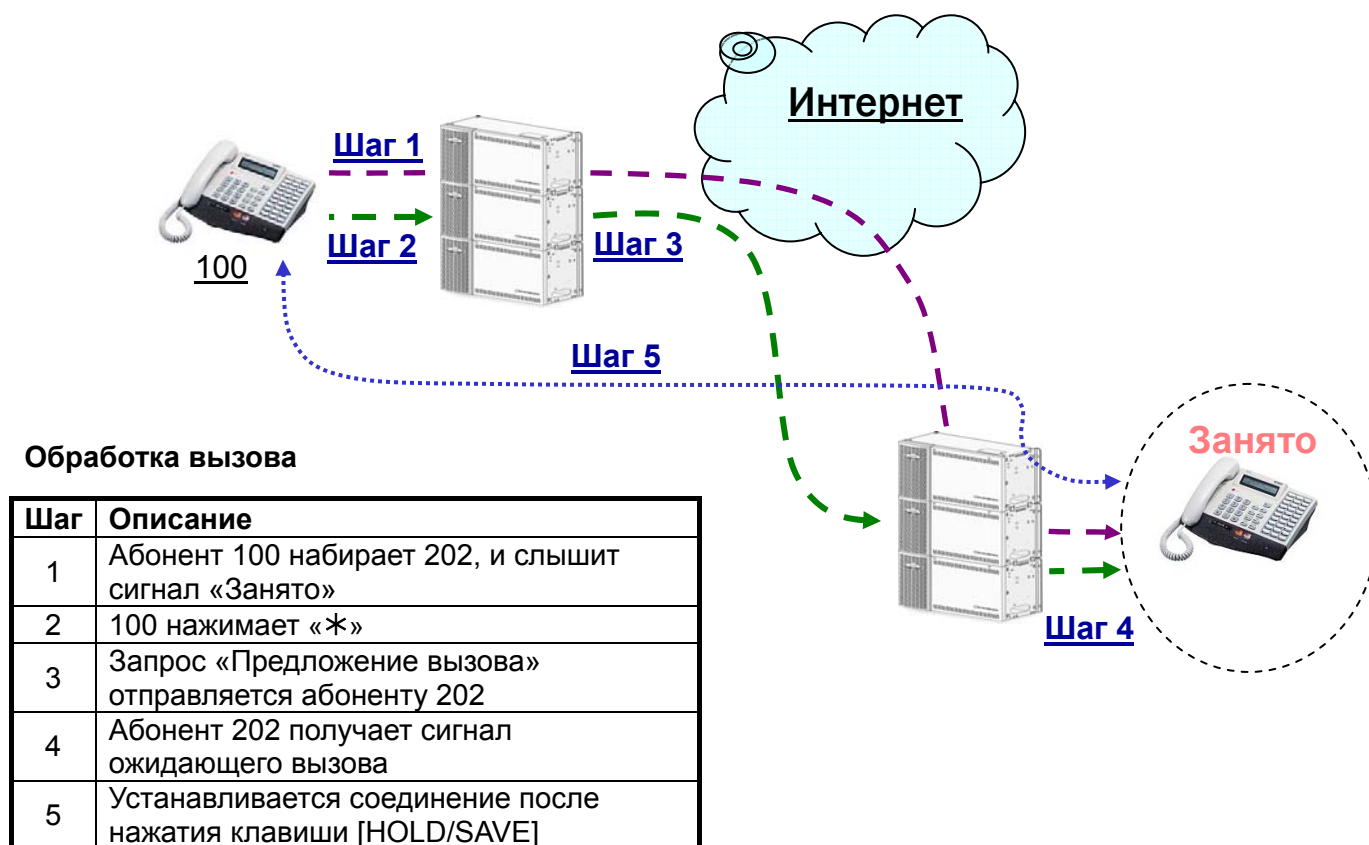 Интернет
Шаг 1
Шаг 2
Шаг 3
100
Шаг 5
Занято
Шаг 4
Обработка вызова
Шаг Описание
1 Абонент 100 набирает 202, и слышит
сигнал «Занято»
2 100 нажимает «*»
3 Запрос «Предложение вызова»
отправляется абоненту 202
4 Абонент 202 получает сигнал
ожидающего вызова
5 Устанавливается соединение после
нажатия клавиши [HOLD/SAVE]